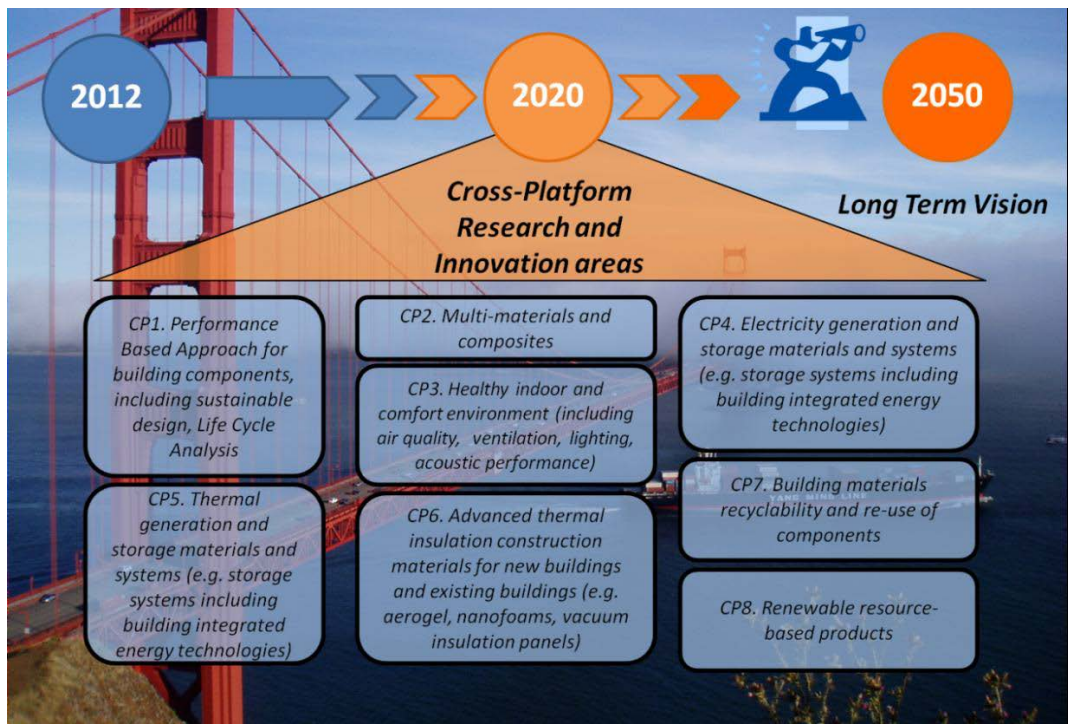 2012
2020
2050
Cross-Platform
Research and
Innovation areas
Long Term Vision
CP1. Performance
Based Approach for
building components,
including sustainable
design, Life Cycle
Analysis
CP2. Multi-materials and
composites
CP3. Healthy indoor and
comfort environment (including
air quality, ventilation, lighting,
acoustic performance)
CP4. Electricity generation and
storage materials and systems
(e.g. storage systems including
building integrated energy
technologies)
CP5. Thermal
generation and
storage materials and
systems (e.g. storage
systems including
building integrated
energy technologies)
CP6. Advanced thermal
insulation construction
materials for new buildings
and existing buildings (e.g.
aerogel, nanofoams, vacuum
insulation panels)
CP7. Building materials
recyclability and re-use of
components
YANG MING LINE
CP8. Renewable resource-
based products